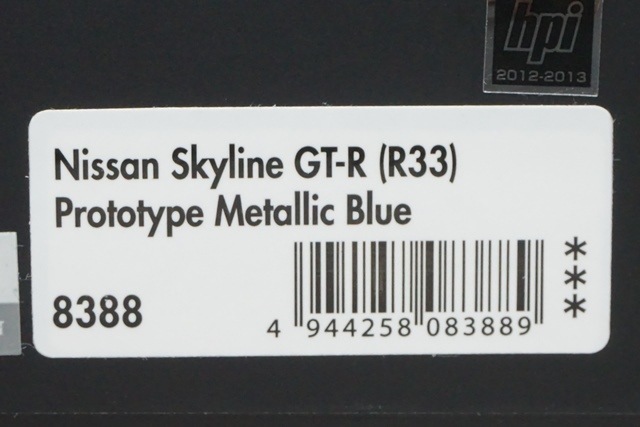 hpi
2012-2013
Nissan Skyline GT-R (R33)
Prototype Metallic Blue
8388
4 944258 083889
***